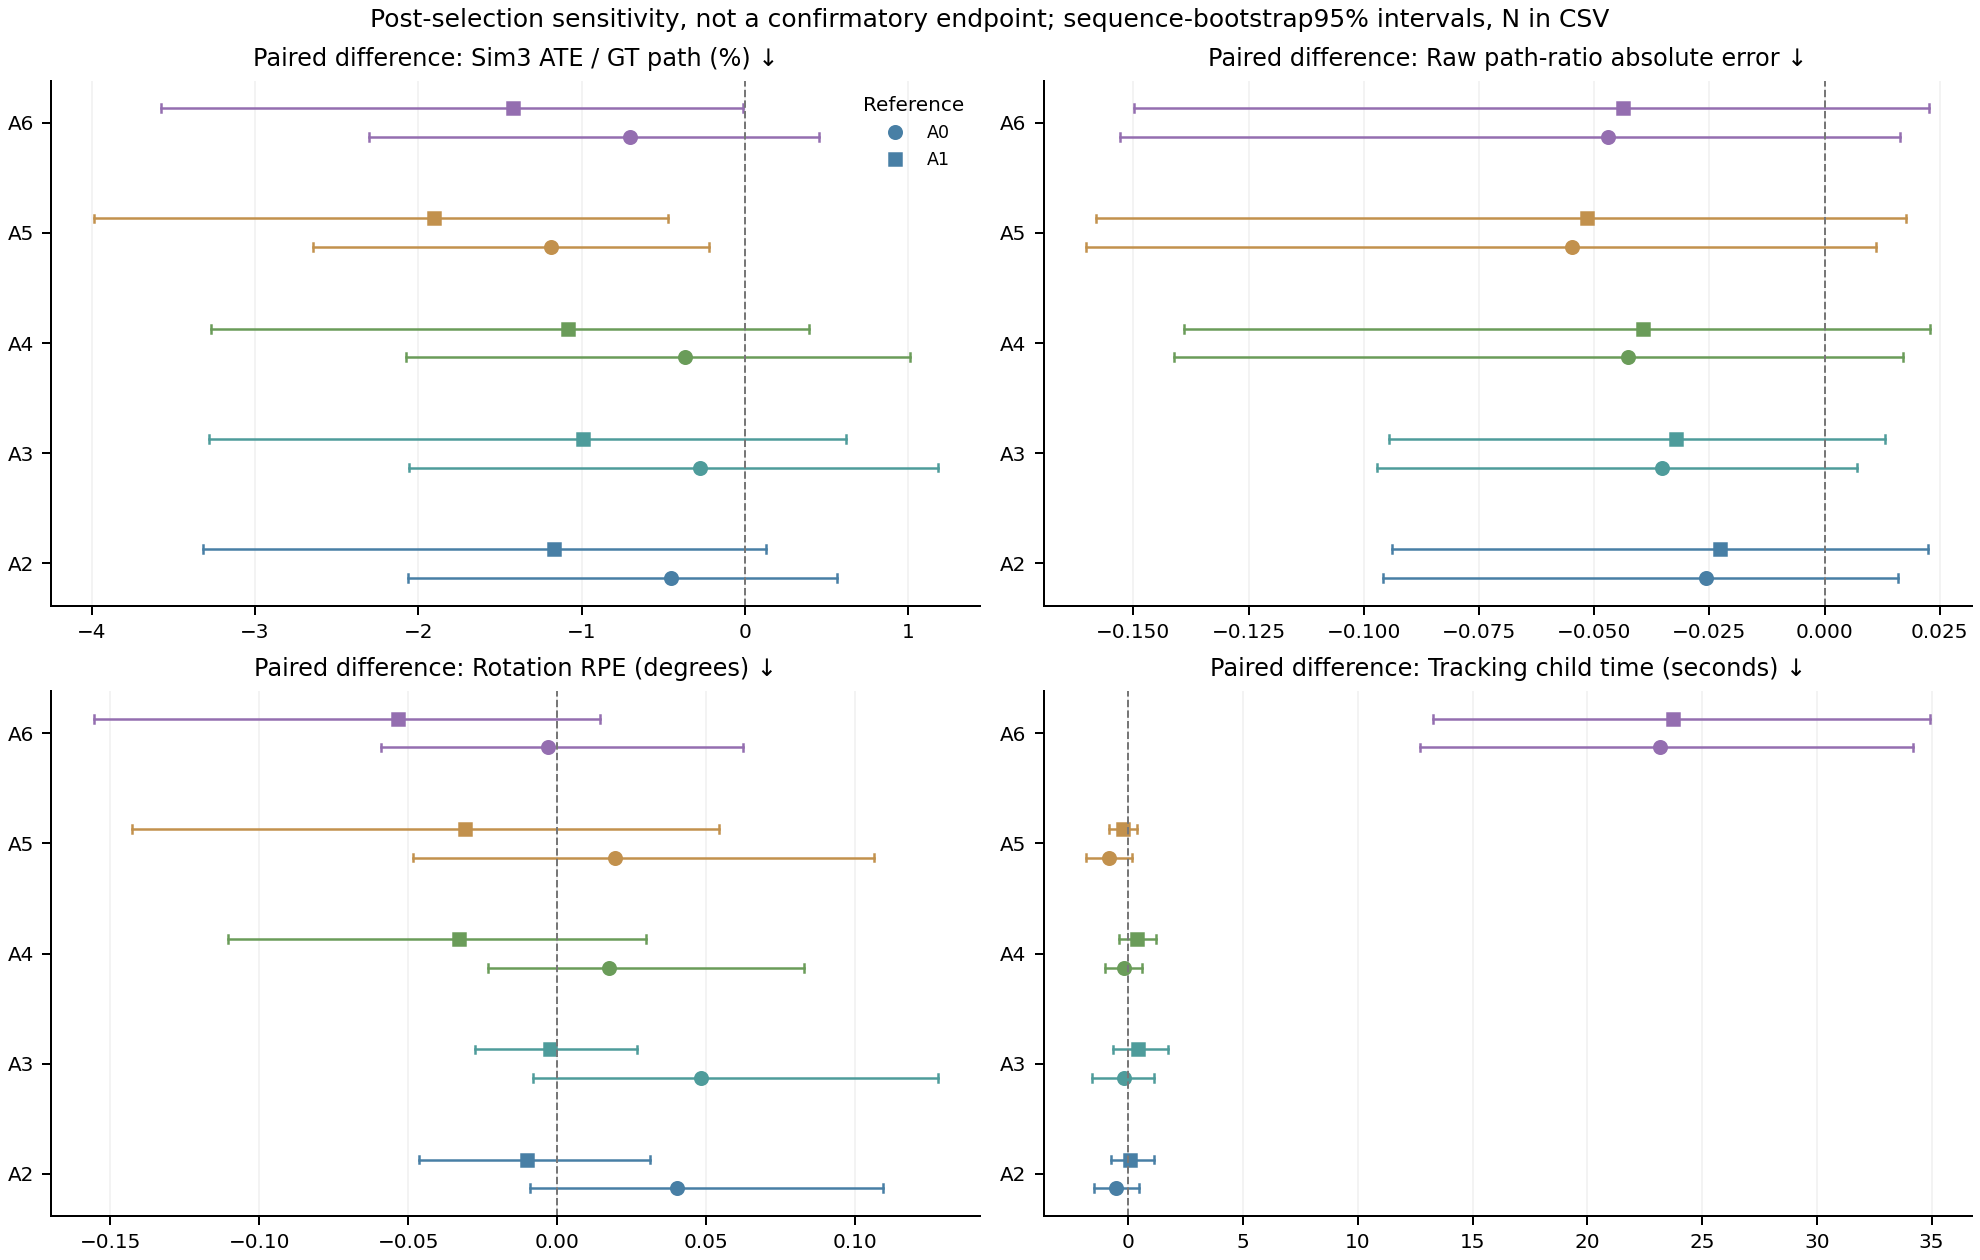 Post-selection sensitivity, not a confirmatory endpoint; sequence-bootstrap95% intervals, N in CSV
Paired difference: Sim3 ATE / GT path (%) ↓
Reference
A0
A1
A6
A5
A4
A3
A2
−4 −3 −2 −1 0 1
Paired difference: Raw path-ratio absolute error ↓
A6
A5
A4
A3
A2
−0.150 −0.125 −0.100 −0.075 −0.050 −0.025 0.000 0.025
Paired difference: Rotation RPE (degrees) ↓
A6
A5
A4
A3
A2
−0.15 −0.10 −0.05 0.00 0.05 0.10
Paired difference: Tracking child time (seconds) ↓
A6
A5
A4
A3
A2
0 5 10 15 20 25 30 35